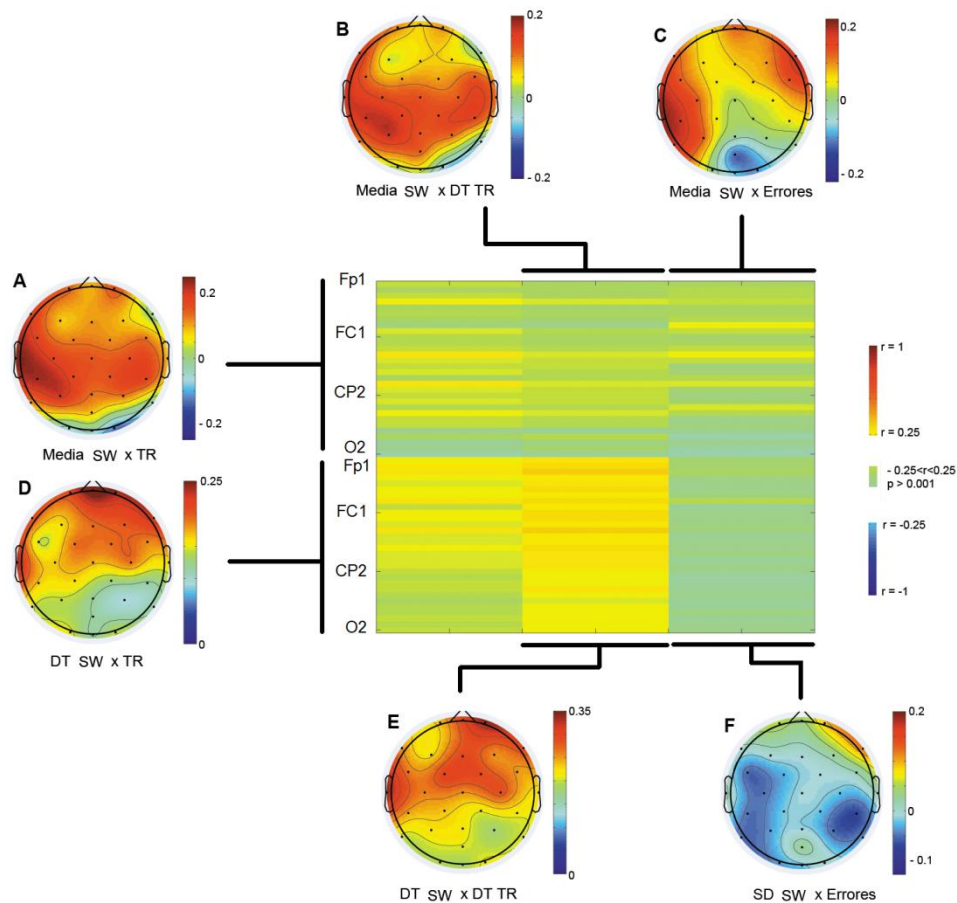 B
0.2
0
- 0.2
Media SW x DT TR
C
0.2
0
- 0.2
Media SW x Errores
A
0.2
0
- 0.2
Media SW x TR
D
0.25
0
DT SW x TR
Fp1
FC1
CP2
O2
Fp1
FC1
CP2
O2
r = 1
r = 0.25
- 0.25<r<0.25
p > 0.001
r = -0.25
r = -1
E
0.35
0
DT SW x DT TR
F
0.2
0
- 0.1
SD SW x Errores